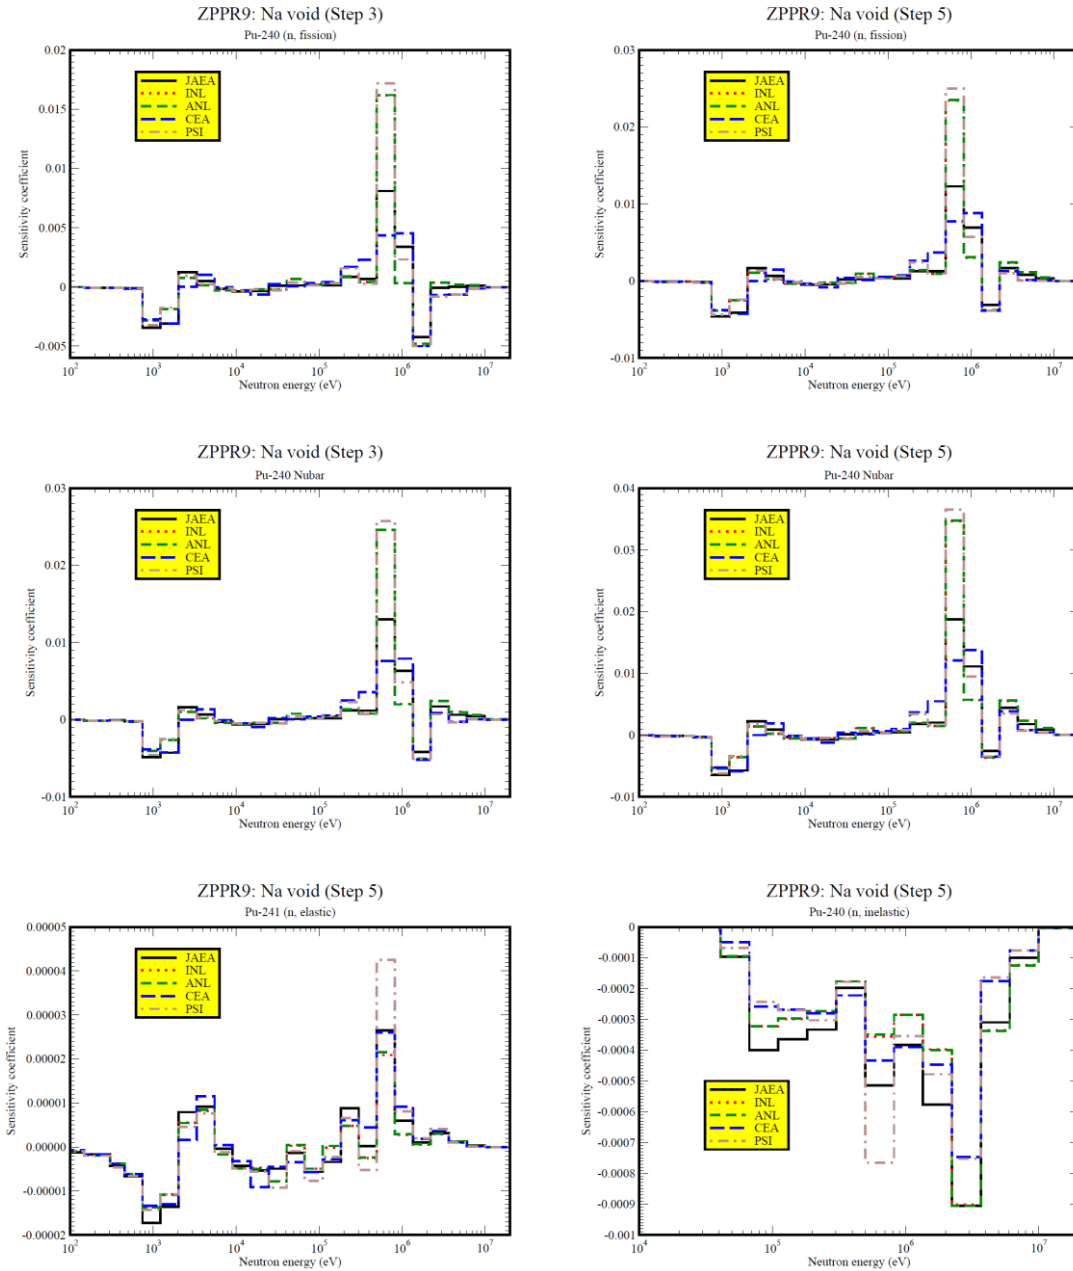 ZPPR9: Na void (Step 3)
Pu-240 (n, fission)
0.02
0.015
0.01
0.005
0
-0.005
Sensitivity coefficient
JAEA
INL
ANL
CEA
PSI
10^2 10^3 10^4 10^5 10^6 10^7
Neutron energy (eV)
ZPPR9: Na void (Step 5)
Pu-240 (n, fission)
0.03
0.02
0.01
0
-0.01
Sensitivity coefficient
JAEA
INL
ANL
CEA
PSI
10^2 10^3 10^4 10^5 10^6 10^7
Neutron energy (eV)
ZPPR9: Na void (Step 3)
Pu-240 Nubar
0.03
0.02
0.01
0
-0.01
Sensitivity coefficient
JAEA
INL
ANL
CEA
PSI
10^2 10^3 10^4 10^5 10^6 10^7
Neutron energy (eV)
ZPPR9: Na void (Step 5)
Pu-240 Nubar
0.04
0.03
0.02
0.01
0
-0.01
Sensitivity coefficient
JAEA
INL
ANL
CEA
PSI
10^2 10^3 10^4 10^5 10^6 10^7
Neutron energy (eV)
ZPPR9: Na void (Step 5)
Pu-241 (n, elastic)
0.00005
0.00004
0.00003
0.00002
0.00001
0.00000
-0.00001
-0.00002
Sensitivity coefficient
JAEA
INL
ANL
CEA
PSI
10^2 10^3 10^4 10^5 10^6 10^7
Neutron energy (eV)
ZPPR9: Na void (Step 5)
Pu-240 (n, inelastic)
0
-0.0001
-0.0002
-0.0003
-0.0004
-0.0005
-0.0006
-0.0007
-0.0008
-0.0009
-0.001
Sensitivity coefficient
JAEA
INL
ANL
CEA
PSI
10^4 10^5 10^6 10^7
Neutron energy (eV)